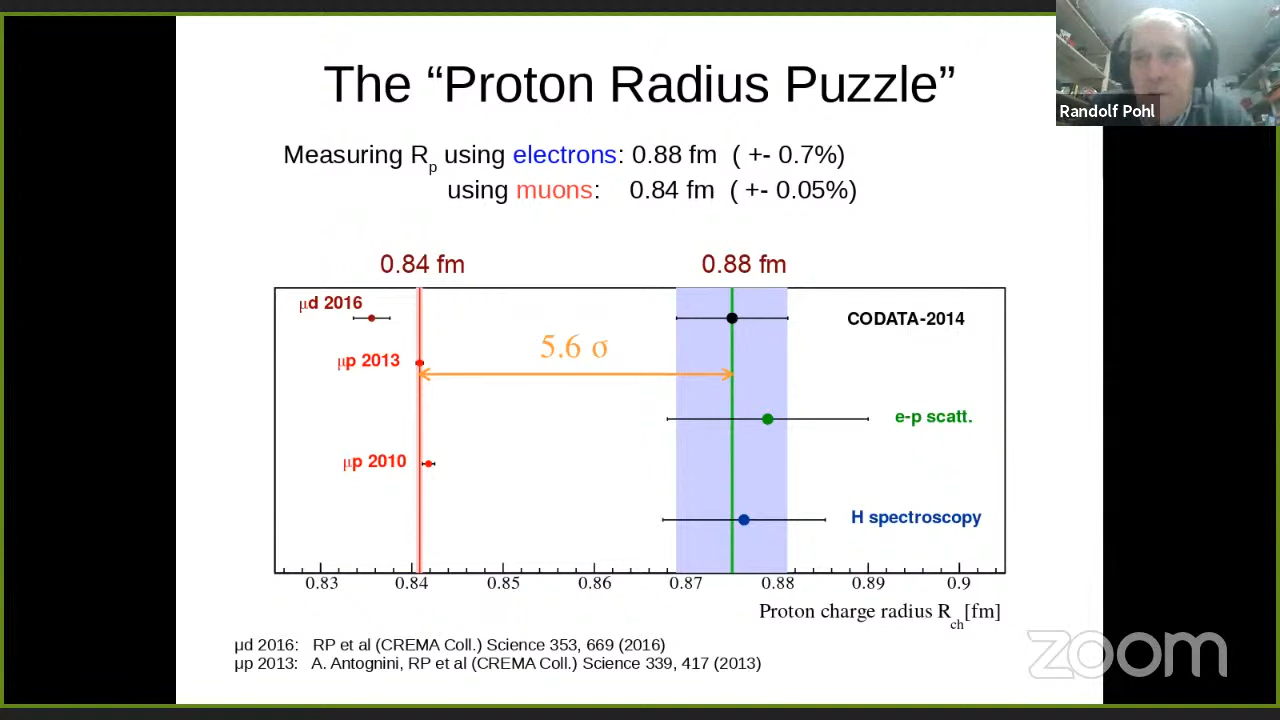 The “Proton Radius Puzzle”
Randolf Pohl
Measuring Rp using electrons: 0.88 fm ( +- 0.7%)
using muons: 0.84 fm ( +- 0.05%)
0.84 fm 0.88 fm
μd 2016 CODATA-2014
5.6 σ
μp 2013
e-p scatt.
μp 2010
H spectroscopy
0.83 0.84 0.85 0.86 0.87 0.88 0.89 0.9
Proton charge radius Rch[fm]
μd 2016: RP et al (CREMA Coll.) Science 353, 669 (2016)
μp 2013: A. Antognini, RP et al (CREMA Coll.) Science 339, 417 (2013)
zoom